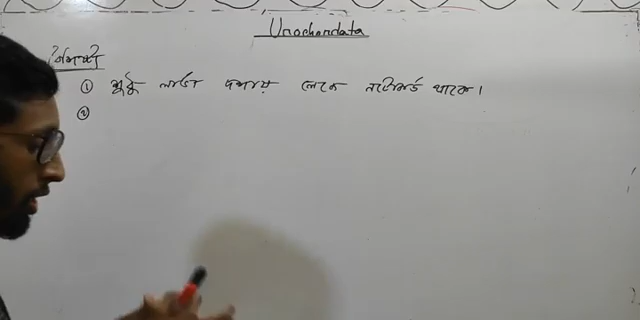 Urochordata
বৈশিষ্ট্য
① শুধু লার্ভা দশায় লেজে নটোকর্ড থাকে।
②